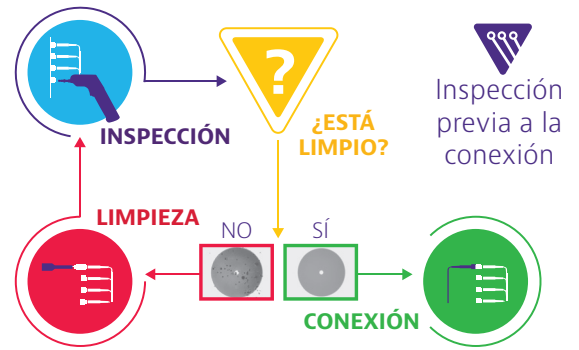 INSPECCIÓN
?
¿ESTÁ
LIMPIO?
Inspección
previa a la
conexión
LIMPIEZA
NO
SÍ
CONEXIÓN